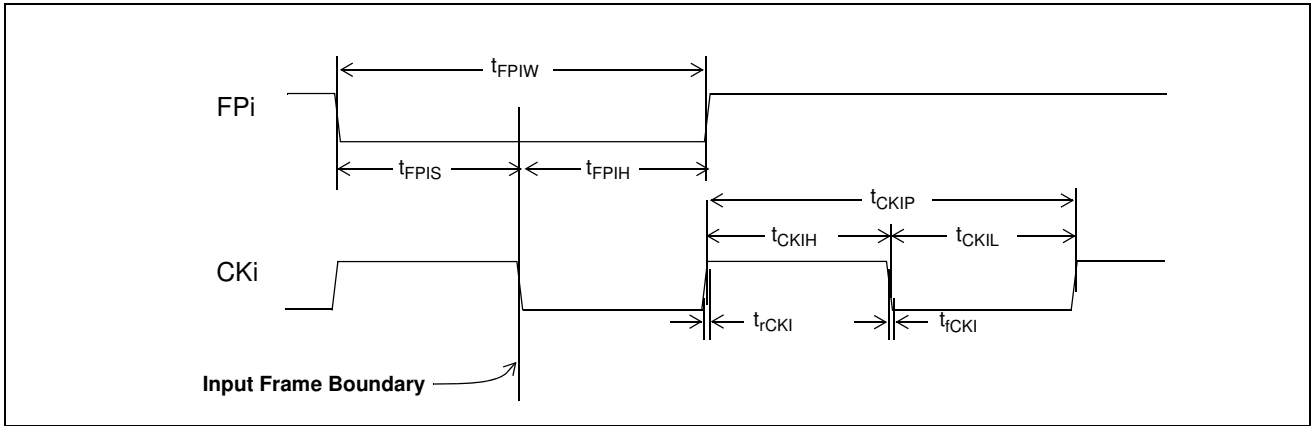 tFPIW
FPi
tFPIS
tFPIH
tCKIP
tCKIH
tCKIL
CKi
trCKI
tfCKI
Input Frame Boundary